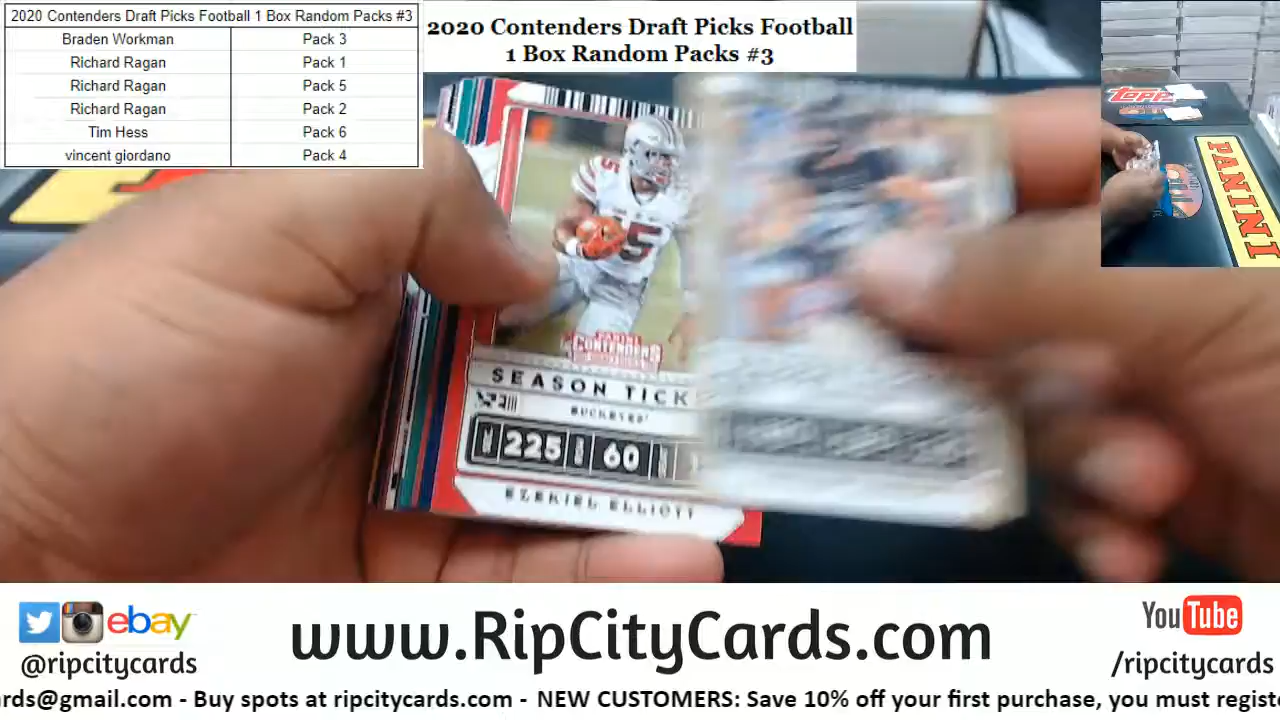 2020 Contenders Draft Picks Football 1 Box Random Packs #3
Braden Workman Pack 3
Richard Ragan Pack 1
Richard Ragan Pack 5
Richard Ragan Pack 2
Tim Hess Pack 6
vincent giordano Pack 4
2020 Contenders Draft Picks Football
1 Box Random Packs #3
Topps
PANINI
5
PANINI
CONTENDERS
SEASON TICK
BUCKEYES
225 60
EZEKIEL ELLIOTT
ebay
@ripcitycards
www.RipCityCards.com
YouTube
/ripcitycards
ards@gmail.com - Buy spots at ripcitycards.com - NEW CUSTOMERS: Save 10% off your first purchase, you must registe